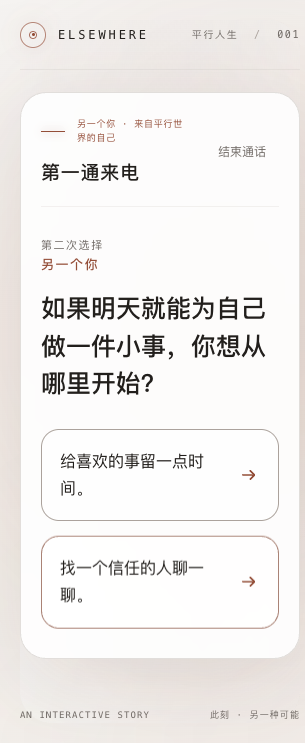 ELSEWHERE
平行人生 / 001
另一个你 · 来自平行世
界的自己
结束通话
第一通来电
第二次选择
另一个你
如果明天就能为自己
做一件小事，你想从
哪里开始?
给喜欢的事留一点时
间。
→
找一个信任的人聊一
聊。
→
AN INTERACTIVE STORY
此刻 · 另一种可能